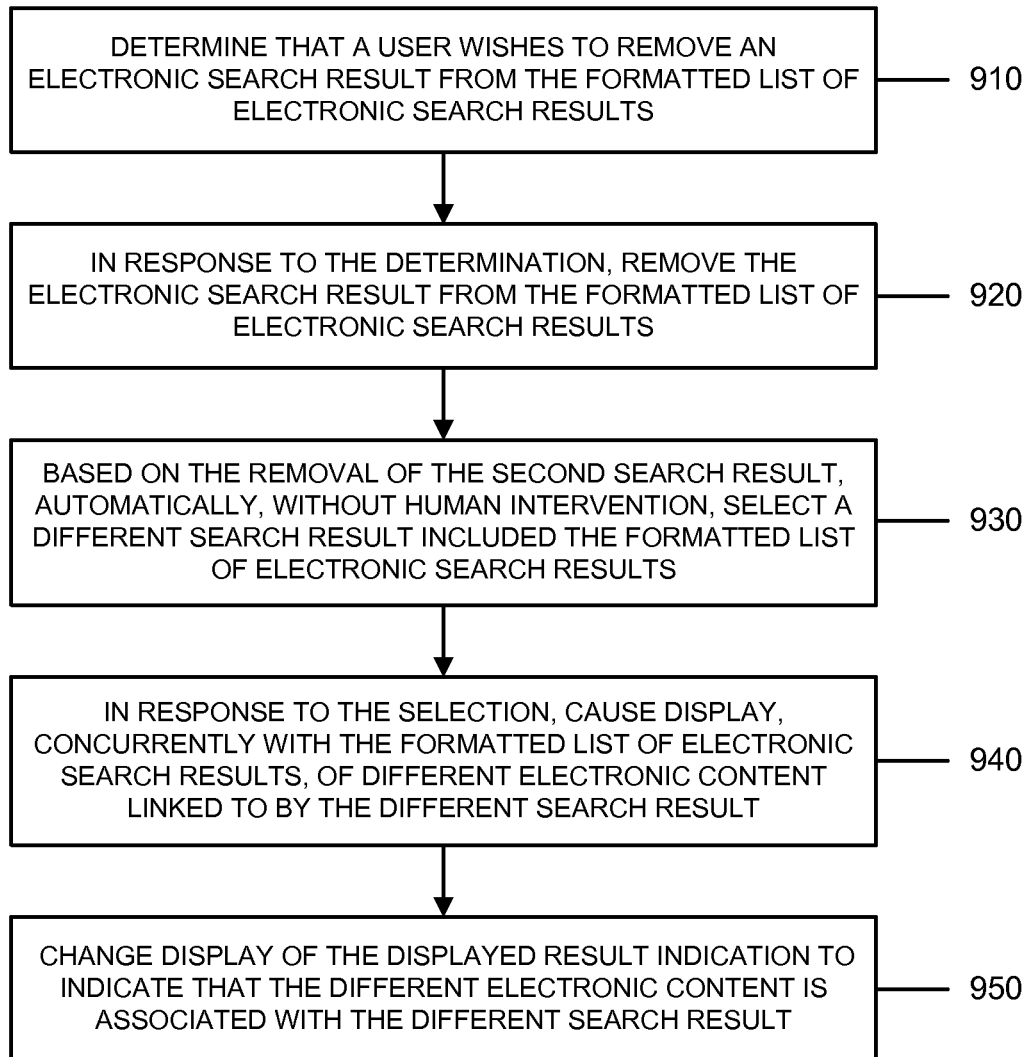 DETERMINE THAT A USER WISHES TO REMOVE AN
ELECTRONIC SEARCH RESULT FROM THE FORMATTED LIST OF
ELECTRONIC SEARCH RESULTS
910
IN RESPONSE TO THE DETERMINATION, REMOVE THE
ELECTRONIC SEARCH RESULT FROM THE FORMATTED LIST OF
ELECTRONIC SEARCH RESULTS
920
BASED ON THE REMOVAL OF THE SECOND SEARCH RESULT,
AUTOMATICALLY, WITHOUT HUMAN INTERVENTION, SELECT A
DIFFERENT SEARCH RESULT INCLUDED THE FORMATTED LIST
OF ELECTRONIC SEARCH RESULTS
930
IN RESPONSE TO THE SELECTION, CAUSE DISPLAY,
CONCURRENTLY WITH THE FORMATTED LIST OF ELECTRONIC
SEARCH RESULTS, OF DIFFERENT ELECTRONIC CONTENT
LINKED TO BY THE DIFFERENT SEARCH RESULT
940
CHANGE DISPLAY OF THE DISPLAYED RESULT INDICATION TO
INDICATE THAT THE DIFFERENT ELECTRONIC CONTENT IS
ASSOCIATED WITH THE DIFFERENT SEARCH RESULT
950